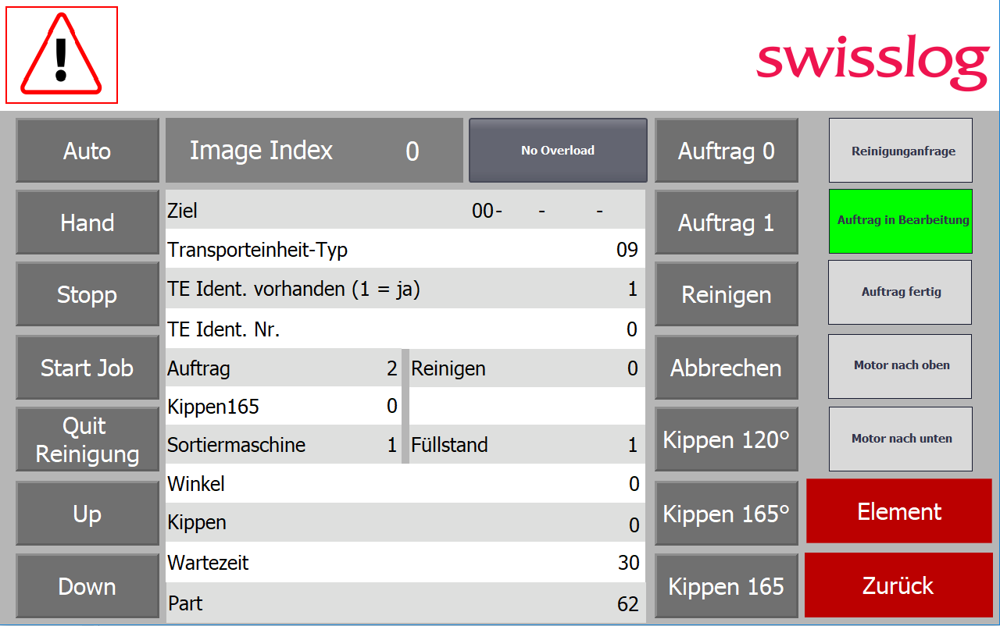 !
swisslog
Auto
Image Index 0
No Overload
Auftrag 0
Reinigunganfrage
Hand
Ziel 00- - -
Auftrag 1
Auftrag in Bearbeitung
Transporteinheit-Typ 09
Stopp
TE Ident. vorhanden (1 = ja) 1
Reinigen
Auftrag fertig
TE Ident. Nr. 0
Start Job
Auftrag 2 Reinigen 0
Abbrechen
Motor nach oben
Kippen165 0
Quit
Reinigung
Sortiermaschine 1 Füllstand 1
Kippen 120°
Motor nach unten
Winkel 0
Up
Kippen 0
Kippen 165°
Element
Wartezeit 30
Down
Part 62
Kippen 165
Zurück